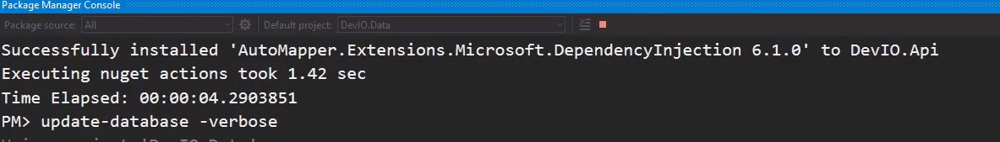 Package Manager Console
Package source: All Default project: DevIO.Data
Successfully installed 'AutoMapper.Extensions.Microsoft.DependencyInjection 6.1.0' to DevIO.Api
Executing nuget actions took 1.42 sec
Time Elapsed: 00:00:04.2903851
PM> update-database -verbose